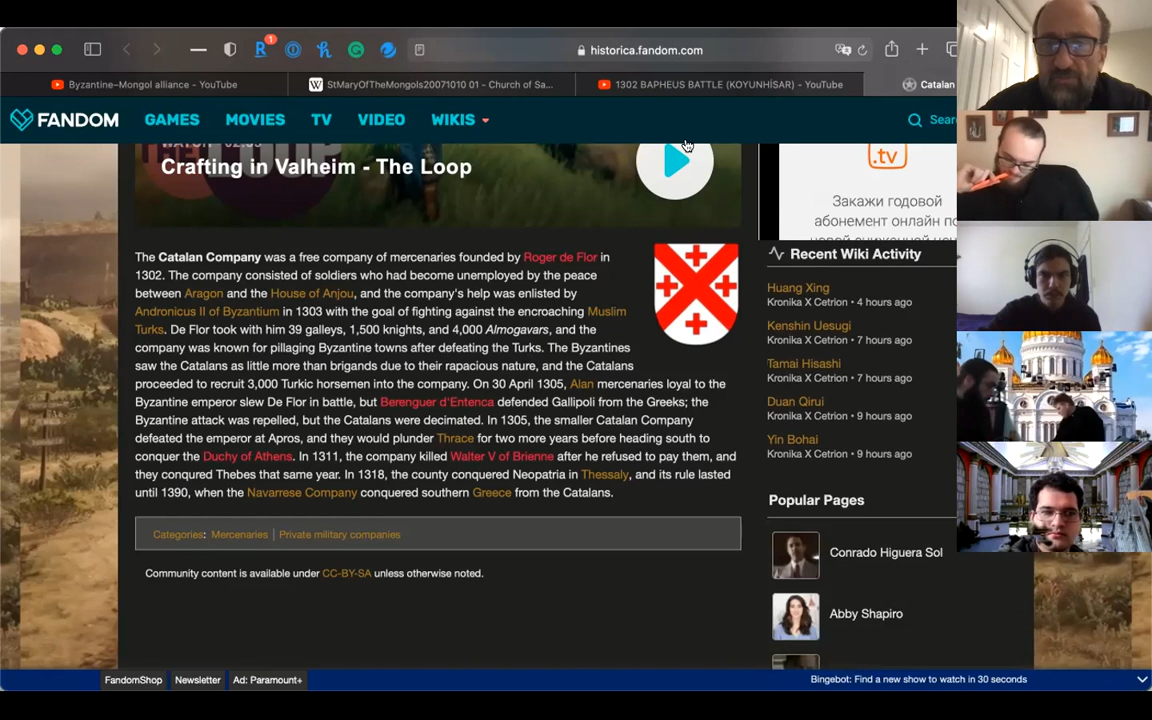 1
historica.fandom.com
Byzantine–Mongol alliance - YouTube
W StMaryOfTheMongols20071010 01 - Church of Sa...
1302 BAPHEUS BATTLE (KOYUNHİSAR) - YouTube
Catalan
FANDOM GAMES MOVIES TV VIDEO WIKIS
Sear
Crafting in Valheim - The Loop
.tv
Закажи годовой
абонемент онлайн по
The Catalan Company was a free company of mercenaries founded by Roger de Flor in
1302. The company consisted of soldiers who had become unemployed by the peace
between Aragon and the House of Anjou, and the company's help was enlisted by
Andronicus II of Byzantium in 1303 with the goal of fighting against the encroaching Muslim
Turks. De Flor took with him 39 galleys, 1,500 knights, and 4,000 Almogavars, and the
company was known for pillaging Byzantine towns after defeating the Turks. The Byzantines
saw the Catalans as little more than brigands due to their rapacious nature, and the Catalans
proceeded to recruit 3,000 Turkic horsemen into the company. On 30 April 1305, Alan mercenaries loyal to the
Byzantine emperor slew De Flor in battle, but Berenguer d'Entenca defended Gallipoli from the Greeks; the
Byzantine attack was repelled, but the Catalans were decimated. In 1305, the smaller Catalan Company
defeated the emperor at Apros, and they would plunder Thrace for two more years before heading south to
conquer the Duchy of Athens. In 1311, the company killed Walter V of Brienne after he refused to pay them, and
they conqured Thebes that same year. In 1318, the county conquered Neopatria in Thessaly, and its rule lasted
until 1390, when the Navarrese Company conquered southern Greece from the Catalans.
Categories: Mercenaries Private military companies
Community content is available under CC-BY-SA unless otherwise noted.
Recent Wiki Activity
Huang Xing
Kronika X Cetrion • 4 hours ago
Kenshin Uesugi
Kronika X Cetrion • 7 hours ago
Tamai Hisashi
Kronika X Cetrion • 7 hours ago
Duan Qirui
Kronika X Cetrion • 9 hours ago
Yin Bohai
Kronika X Cetrion • 9 hours ago
Popular Pages
Conrado Higuera Sol
Abby Shapiro
FandomShop Newsletter Ad: Paramount+
Bingebot: Find a new show to watch in 30 seconds